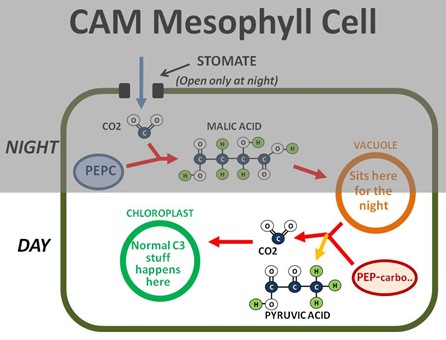 CAM Mesophyll Cell
STOMATE
(Open only at night)
CO2
MALIC ACID
NIGHT
PEPC
VACUOLE
Sits here
for the
night
DAY
CHLOROPLAST
Normal C3
stuff
happens
here
CO2
PEP-carbo..
PYRUVIC ACID
O
O
C
O
O
H
O
H
C
C
C
C
O
H
H
H
O
H
O
O
C
O
O
H
C
C
C
H
O
H
H